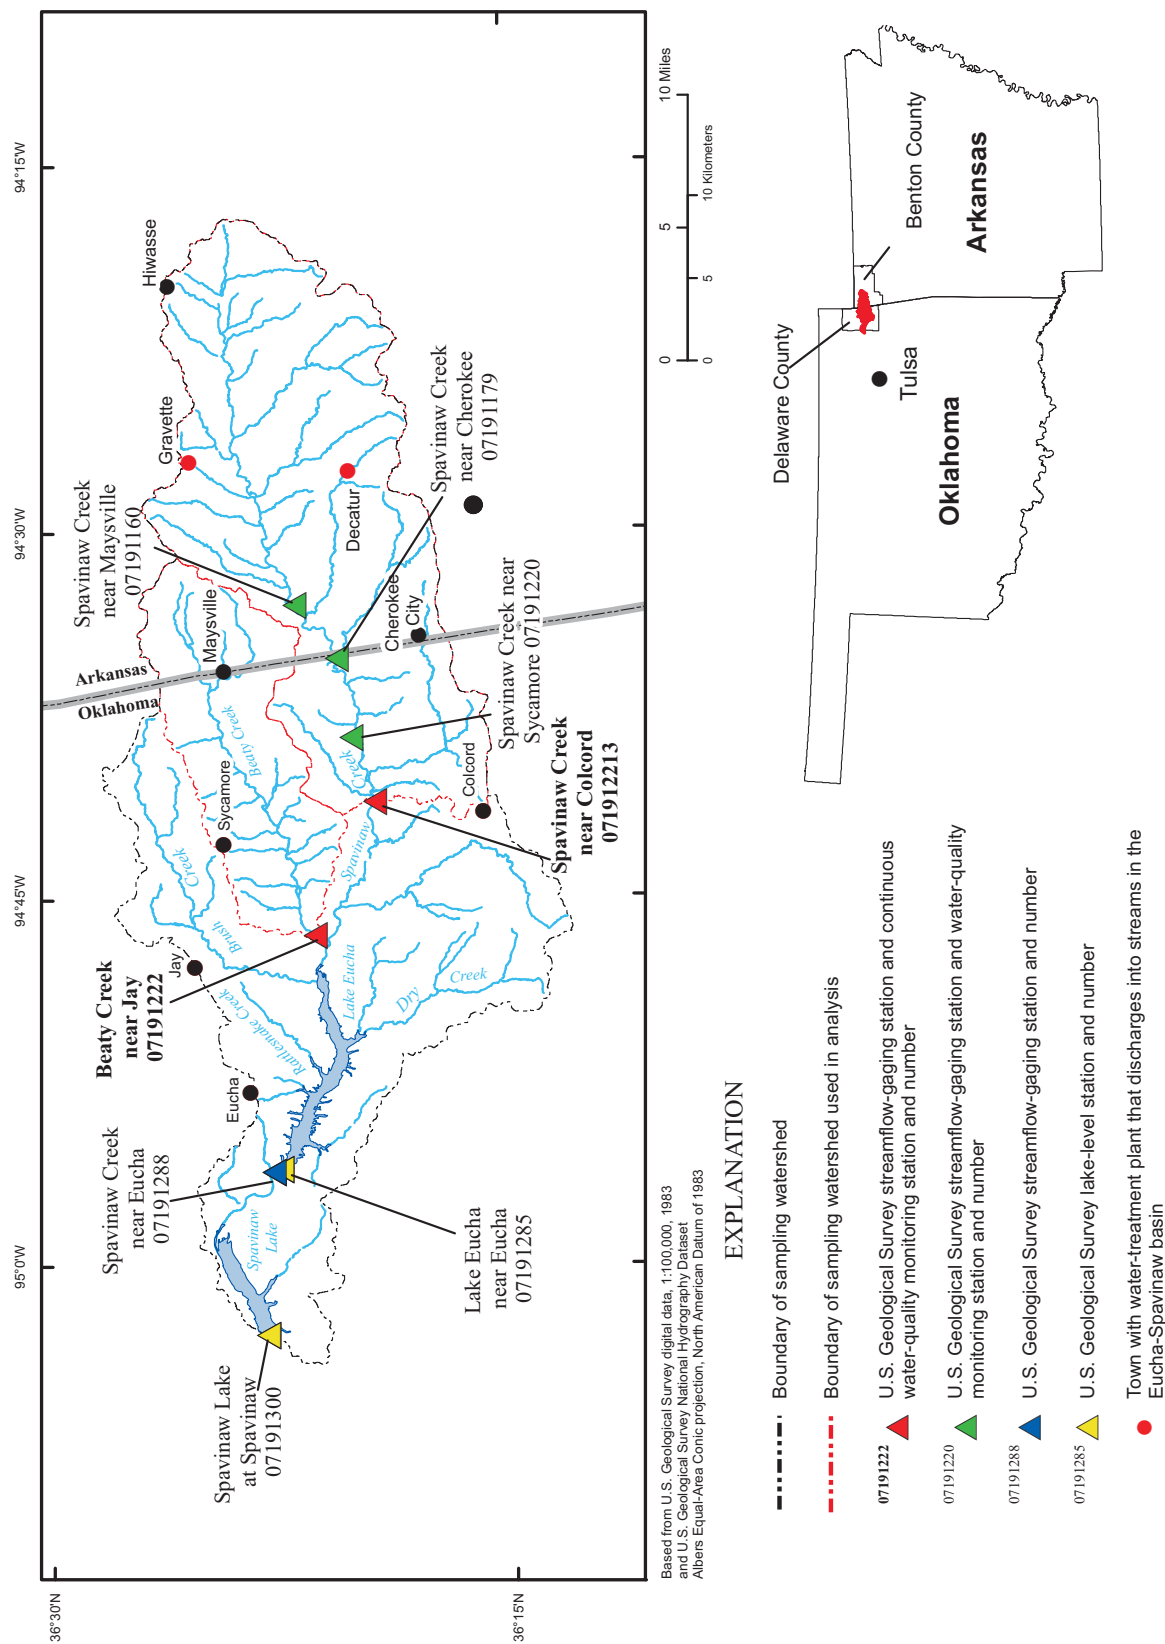 36°30'N
36°15'N
95°0'W
94°45'W
94°30'W
94°15'W
Spavinaw Lake
at Spavinaw
07191300
Spavinaw Creek
near Eucha
07191288
Lake Eucha
near Eucha
07191285
Beaty Creek
near Jay
07191222
Spavinaw Creek
near Colcord
071912213
Spavinaw Creek near
Sycamore 07191220
Spavinaw Creek
near Maysville
07191160
Spavinaw Creek
near Cherokee
07191179
Spavinaw
Lake
Eucha
Rattlesnake Creek
Jay
Brush
Creek
Lake Eucha
Dry
Creek
Sycamore
Beaty Creek
Spavinaw
Creek
Colcord
Oklahoma
Arkansas
Maysville
Cherokee
City
Decatur
Gravette
Hiwasse
Based from U.S. Geological Survey digital data, 1:100,000, 1983
and U.S. Geological Survey National Hydrography Dataset
Albers Equal-Area Conic projection, North American Datum of 1983
0
5
10 Miles
0
5
10 Kilometers
EXPLANATION
Boundary of sampling watershed
Boundary of sampling watershed used in analysis
07191222
U.S. Geological Survey streamflow-gaging station and continuous
water-quality monitoring station and number
07191220
U.S. Geological Survey streamflow-gaging station and water-quality
monitoring station and number
07191288
U.S. Geological Survey streamflow-gaging station and number
07191285
U.S. Geological Survey lake-level station and number
Town with water-treatment plant that discharges into streams in the
Eucha-Spavinaw basin
Delaware County
Benton County
Tulsa
Oklahoma
Arkansas